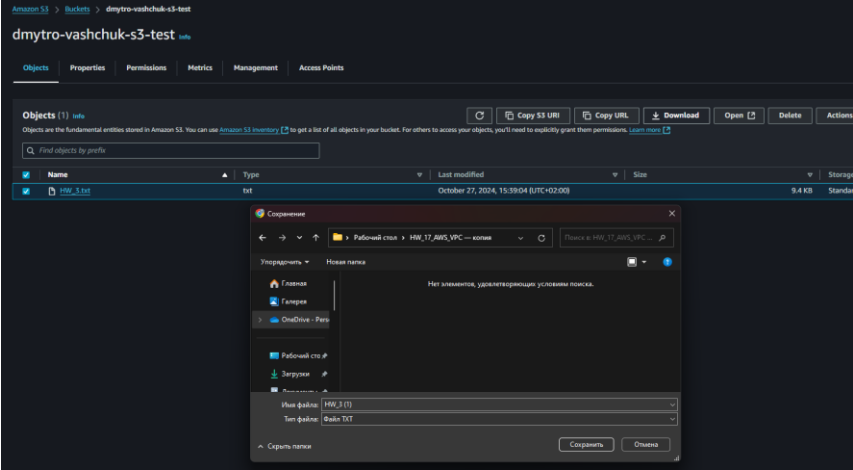 Amazon S3 > Buckets > dmytro-vashchuk-s3-test
dmytro-vashchuk-s3-test Info
Objects Properties Permissions Metrics Management Access Points
Objects (1) Info
Copy S3 URI Copy URL Download Open Delete Actions
Objects are the fundamental entities stored in Amazon S3. You can use Amazon S3 inventory to get a list of all objects in your bucket. For others to access your objects, you'll need to explicitly grant them permissions. Learn more
Find objects by prefix
Name Type Last modified Size Storage
HW_3.txt txt October 27, 2024, 15:39:04 (UTC+02:00) 9.4 KB Standar
Сохранение
Рабочий стол > HW_17_AWS_VPC — копия Поиск в: HW_17_AWS_VPC ...
Упорядочить Новая папка
Главная
Нет элементов, удовлетворяющих условиям поиска.
Галерея
OneDrive - Pers
Рабочий сто
Загрузки
Имя файла: HW_3 (1)
Тип файла: Файл TXT
Скрыть папки Сохранить Отмена